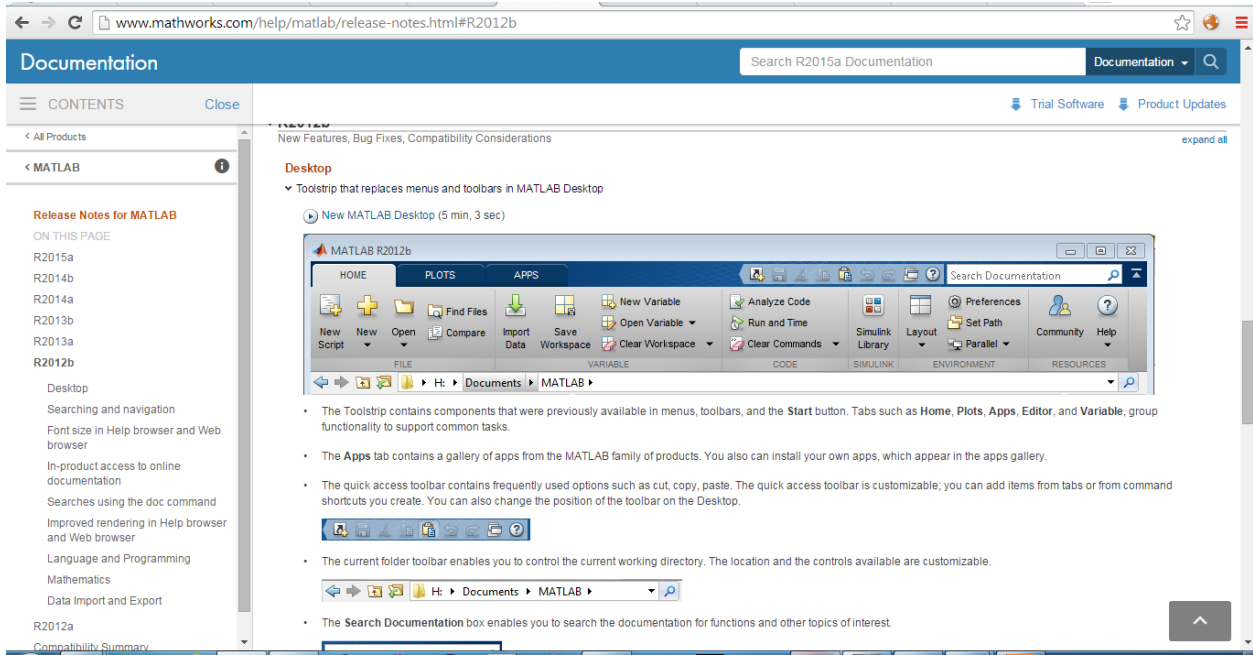 www.mathworks.com/help/matlab/release-notes.html#R2012b
Documentation
Search R2015a Documentation
Documentation
CONTENTS
Close
Trial Software
Product Updates
< All Products
< MATLAB
Release Notes for MATLAB
ON THIS PAGE
R2015a
R2014b
R2014a
R2013b
R2013a
R2012b
Desktop
Searching and navigation
Font size in Help browser and Web
browser
In-product access to online
documentation
Searches using the doc command
Improved rendering in Help browser
and Web browser
Language and Programming
Mathematics
Data Import and Export
R2012a
Compatibility Summary
R2012b
New Features, Bug Fixes, Compatibility Considerations
expand all
Desktop
Toolstrip that replaces menus and toolbars in MATLAB Desktop
New MATLAB Desktop (5 min, 3 sec)
MATLAB R2012b
HOME
PLOTS
APPS
Search Documentation
New
Script
New
Open
Find Files
Compare
Import
Data
Save
Workspace
New Variable
Open Variable
Clear Workspace
Analyze Code
Run and Time
Clear Commands
Simulink
Library
Layout
Preferences
Set Path
Parallel
Community
Help
FILE
VARIABLE
CODE
SIMULINK
ENVIRONMENT
RESOURCES
H: Documents MATLAB
• The Toolstrip contains components that were previously available in menus, toolbars, and the Start button. Tabs such as Home, Plots, Apps, Editor, and Variable, group
functionality to support common tasks.
• The Apps tab contains a gallery of apps from the MATLAB family of products. You also can install your own apps, which appear in the apps gallery.
• The quick access toolbar contains frequently used options such as cut, copy, paste. The quick access toolbar is customizable; you can add items from tabs or from command
shortcuts you create. You can also change the position of the toolbar on the Desktop.
• The current folder toolbar enables you to control the current working directory. The location and the controls available are customizable.
H: Documents MATLAB
• The Search Documentation box enables you to search the documentation for functions and other topics of interest.